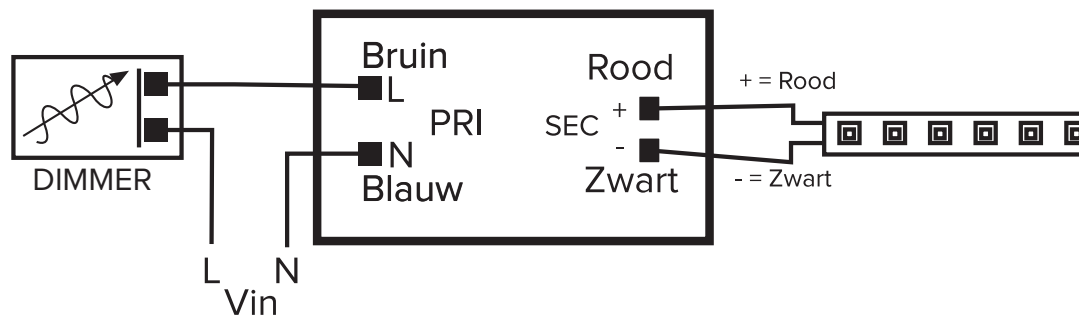 Bruin
L
PRI
N
Blauw
Rood
SEC +
-
Zwart
+ = Rood
- = Zwart
DIMMER
L N
Vin